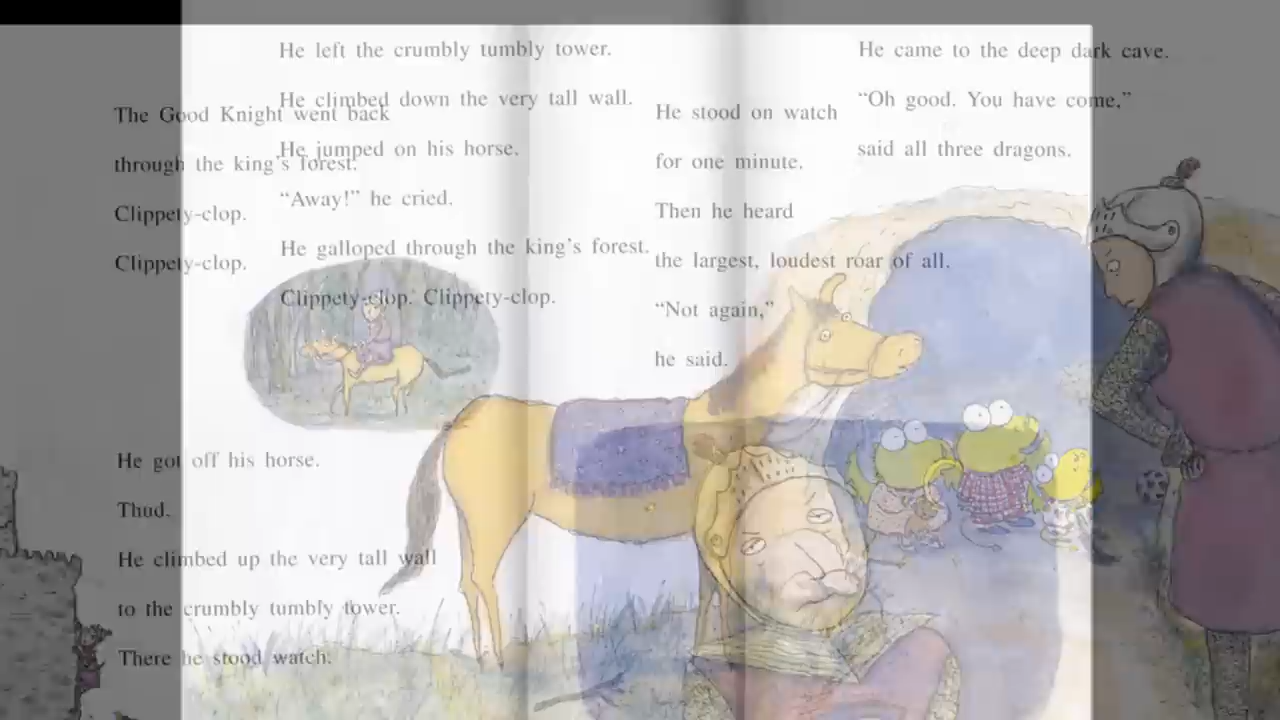 The Good Knight went back
through the king's forest.
Clippety-clop.
Clippety-clop.
He got off his horse.
Thud.
He climbed up the very tall wall
to the crumbly tumbly tower.
There he stood watch.
He stood on watch
for one minute.
Then he heard
the largest, loudest roar of all.
“Not again,”
he said.
He left the crumbly tumbly tower.
He climbed down the very tall wall.
He jumped on his horse.
“Away!” he cried.
He galloped through the king's forest.
Clippety-clop. Clippety-clop.
He came to the deep dark cave.
“Oh good. You have come,”
said all three dragons.